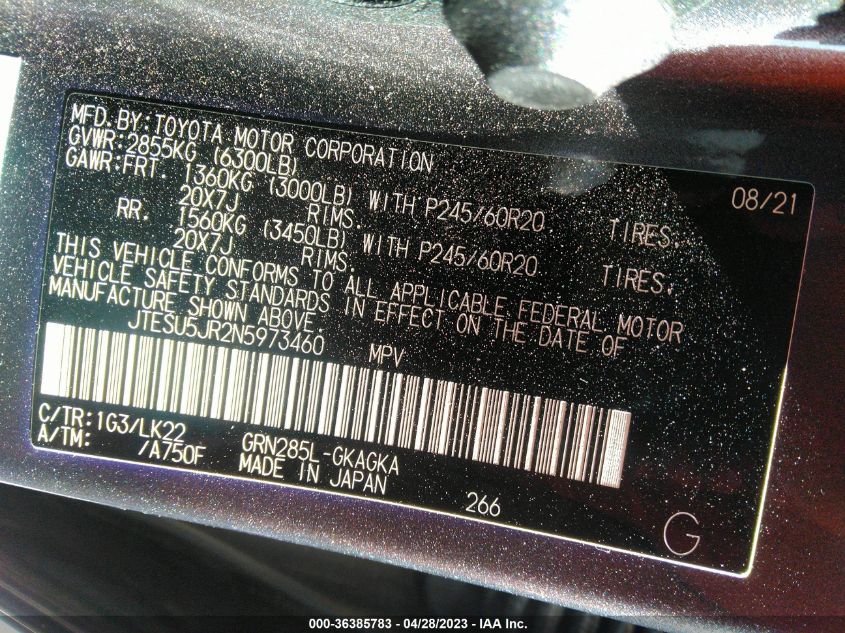 MFD.BY:TOYOTA MOTOR CORPORATION 08/21
GVWR:2855KG (6300LB)
GAWR:FRT. 1360KG (3000LB) WITH P245/60R20 TIRES.
20X7J RIMS.
RR. 1560KG (3450LB) WITH P245/60R20 TIRES.
20X7J RIMS.
THIS VEHICLE CONFORMS TO ALL APPLICABLE FEDERAL MOTOR
VEHICLE SAFETY STANDARDS IN EFFECT ON THE DATE OF
MANUFACTURE SHOWN ABOVE.
JTESU5JR2N5973460 MPV
C/TR:1G3/LK22 GRN285L-GKAGKA
A/TM: /A750F MADE IN JAPAN
266
G
000-36385783 - 04/28/2023 - IAA Inc.